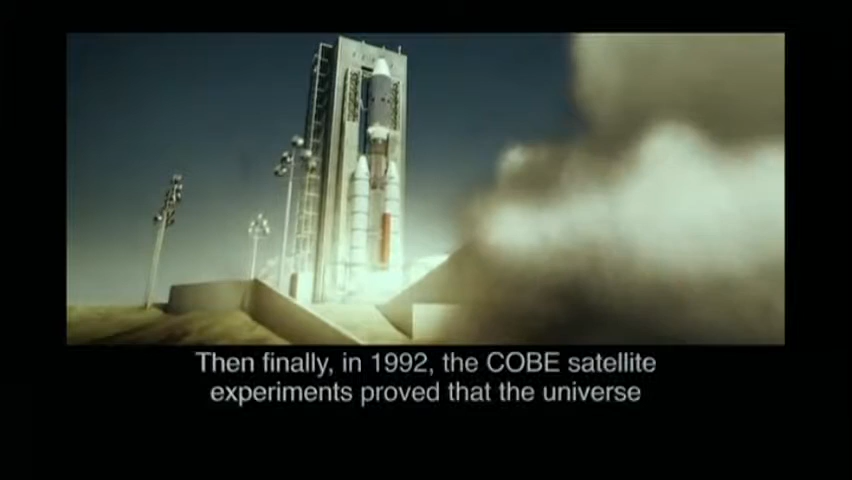 Then finally, in 1992, the COBE satellite
experiments proved that the universe